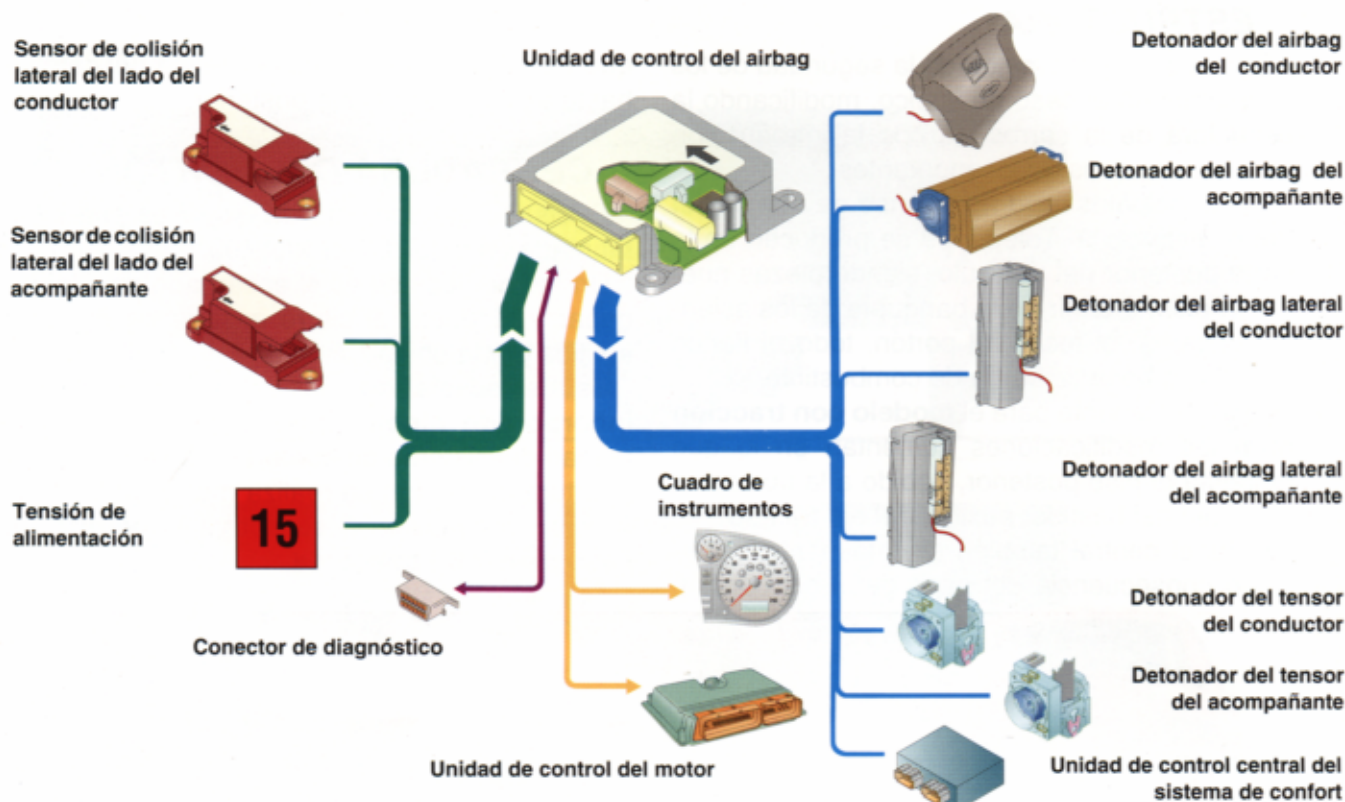 Sensor de colisión
lateral del lado del
conductor
Unidad de control del airbag
Detonador del airbag
del conductor
Detonador del airbag del
acompañante
Sensor de colisión
lateral del lado del
acompañante
Detonador del airbag lateral
del conductor
Detonador del airbag lateral
del acompañante
Cuadro de
instrumentos
Tensión de
alimentación
15
Conector de diagnóstico
Detonador del tensor
del conductor
Detonador del tensor
del acompañante
Unidad de control del motor
Unidad de control central del
sistema de confort